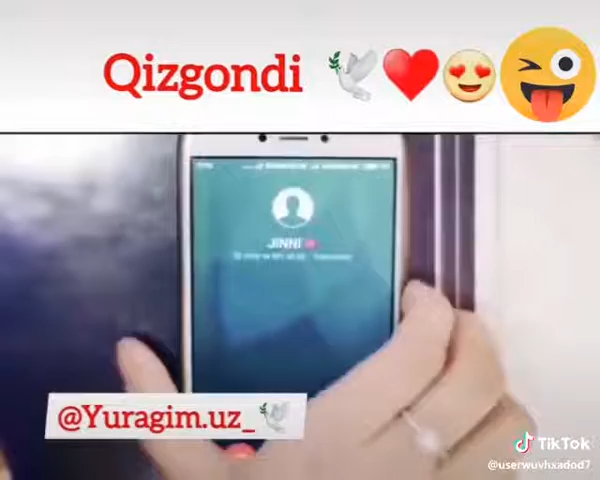 Qizgondi 🕊️❤️😍😜
JINNI
@Yuragim.uz_🕊️
TikTok
@userwuvhxadod7